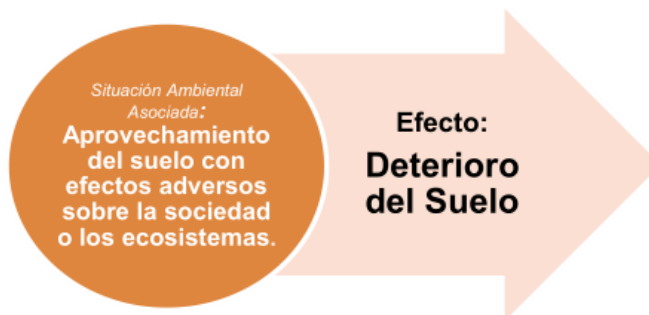 Situación Ambiental
Asociada:
Aprovechamiento
del suelo con
efectos adversos
sobre la sociedad
o los ecosistemas.
Efecto:
Deterioro
del Suelo